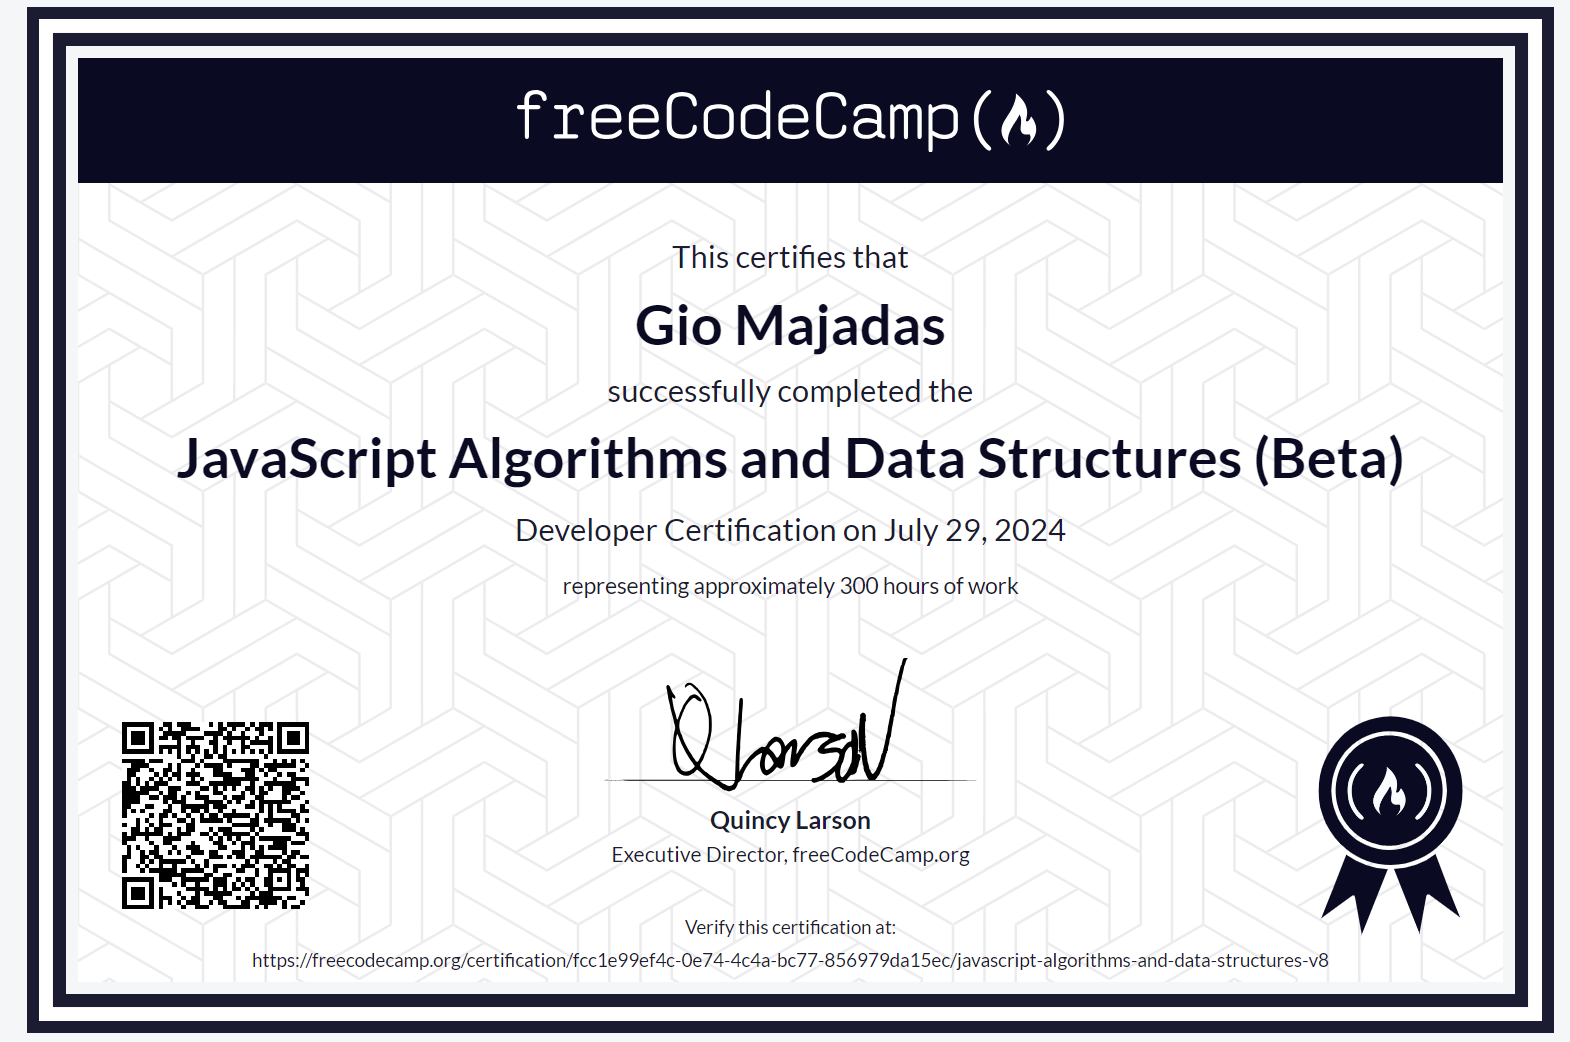 freeCodeCamp
This certifies that
Gio Majadas
successfully completed the
JavaScript Algorithms and Data Structures (Beta)
Developer Certification on July 29, 2024
representing approximately 300 hours of work
Q Larson
Quincy Larson
Executive Director, freeCodeCamp.org
Verify this certification at:
https://freecodecamp.org/certification/fcc1e99ef4c-0e74-4c4a-bc77-856979da15ec/javascript-algorithms-and-data-structures-v8